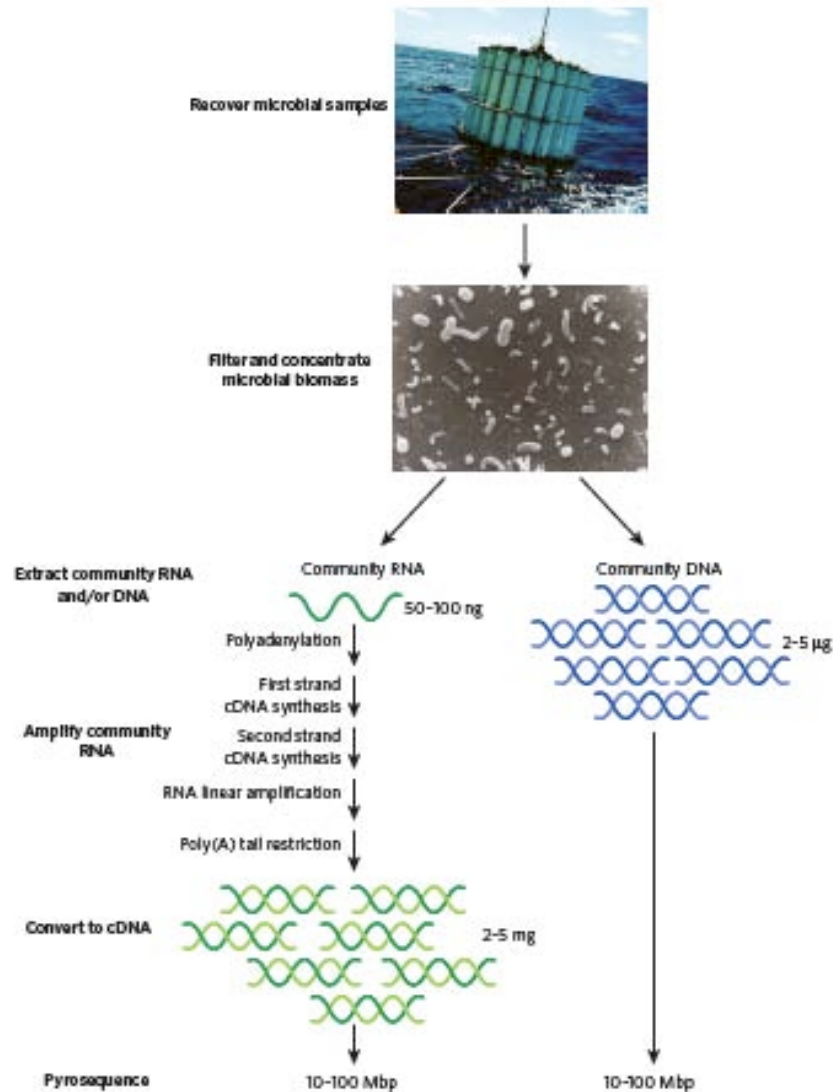 Recover microbial samples
Filter and concentrate
microbial biomass
Extract community RNA
and/or DNA
Community RNA
50-100 ng
Community DNA
2-5 µg
Polyadenylation
First strand
cDNA synthesis
Amplify community
RNA
Second strand
cDNA synthesis
RNA linear amplification
Poly(A) tail restriction
Convert to cDNA
2-5 mg
Pyrosequence
10-100 Mbp
10-100 Mbp